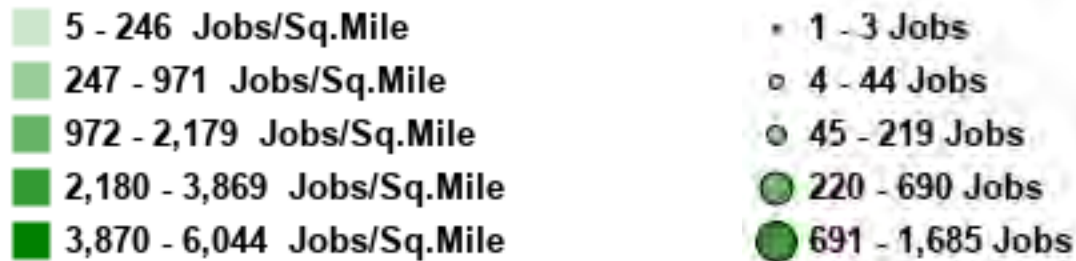 5 - 246 Jobs/Sq.Mile
247 - 971 Jobs/Sq.Mile
972 - 2,179 Jobs/Sq.Mile
2,180 - 3,869 Jobs/Sq.Mile
3,870 - 6,044 Jobs/Sq.Mile
1 - 3 Jobs
4 - 44 Jobs
45 - 219 Jobs
220 - 690 Jobs
691 - 1,685 Jobs